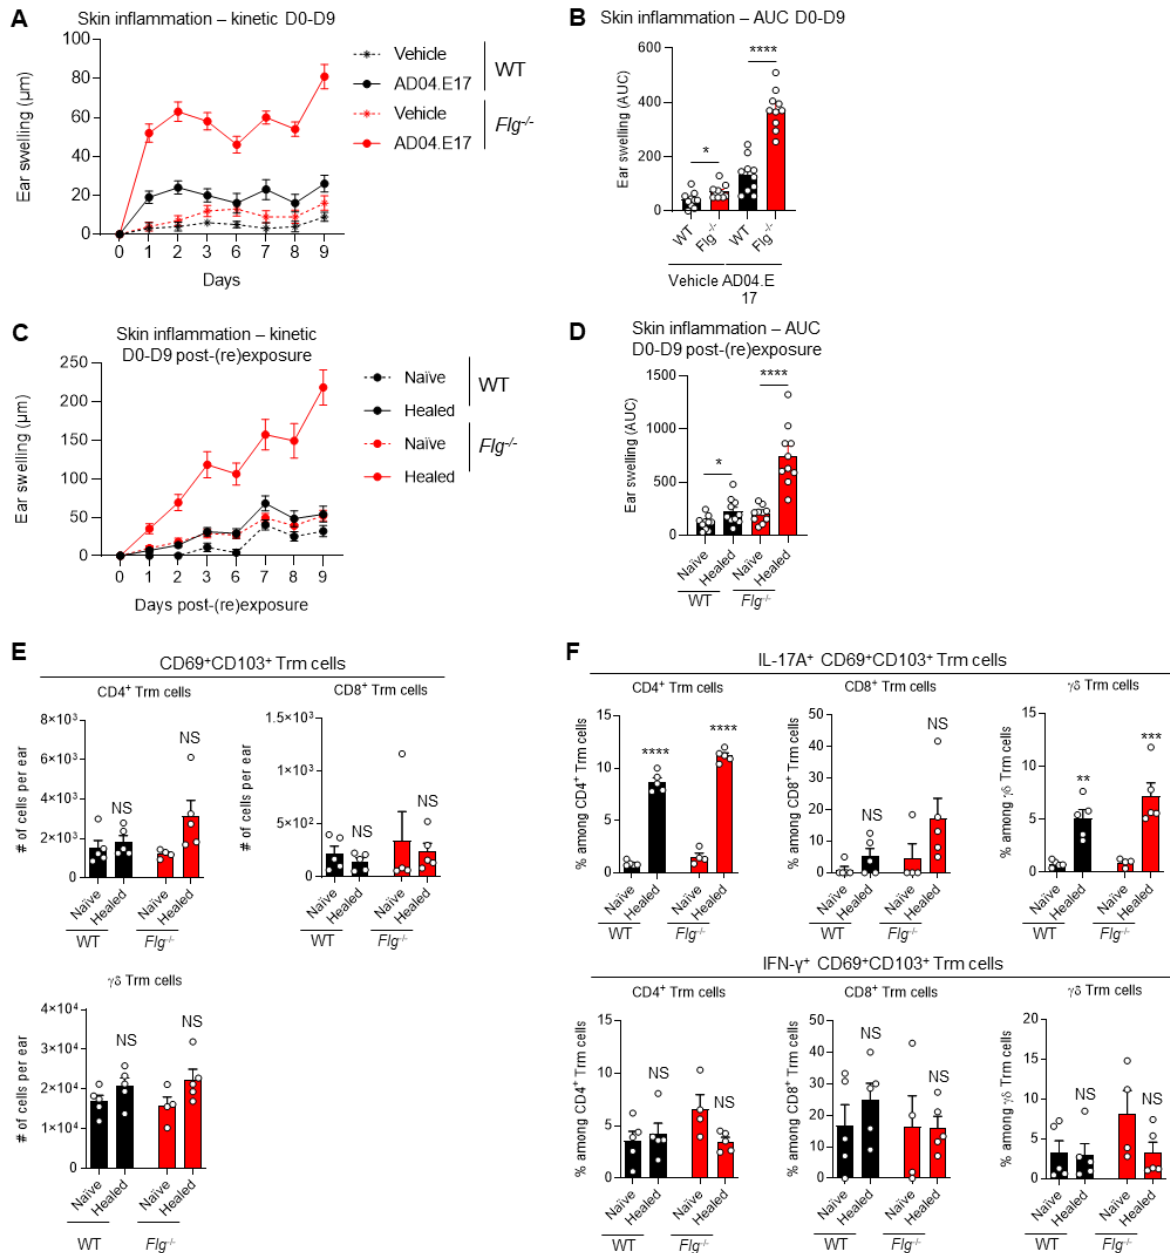 A
Skin inflammation – kinetic D0-D9
Ear swelling (µm)
100
80
60
40
20
0
0 1 2 3 6 7 8 9
Days
Vehicle
AD04.E17
WT
Vehicle
AD04.E17
Flg-/-
B
Skin inflammation – AUC D0-D9
Ear swelling (AUC)
600
400
200
0
*
****
WT Flg-/- WT Flg-/-
Vehicle AD04.E
17
C
Skin inflammation – kinetic
D0-D9 post-(re)exposure
Ear swelling (µm)
250
200
150
100
50
0
0 1 2 3 6 7 8 9
Days post-(re)exposure
Naïve
Healed
WT
Naïve
Healed
Flg-/-
D
Skin inflammation – AUC
D0-D9 post-(re)exposure
Ear swelling (AUC)
1500
1000
500
0
*
****
Naïve Healed Naïve Healed
WT Flg-/-
E
CD69+CD103+ Trm cells
CD4+ Trm cells
# of cells per ear
8×10³
6×10³
4×10³
2×10³
0
NS NS
Naïve Healed Naïve Healed
WT Flg-/-
CD8+ Trm cells
# of cells per ear
1.5×10³
1×10³
5×10²
0
NS NS
Naïve Healed Naïve Healed
WT Flg-/-
γδ Trm cells
# of cells per ear
4×10⁴
3×10⁴
2×10⁴
1×10⁴
0
NS NS
Naïve Healed Naïve Healed
WT Flg-/-
F
IL-17A+ CD69+CD103+ Trm cells
CD4+ Trm cells
% among CD4+ Trm cells
15
10
5
0
**** ****
Naïve Healed Naïve Healed
WT Flg-/-
CD8+ Trm cells
% among CD8+ Trm cells
50
40
30
20
10
0
NS NS
Naïve Healed Naïve Healed
WT Flg-/-
γδ Trm cells
% among γδ Trm cells
15
10
5
0
** ***
Naïve Healed Naïve Healed
WT Flg-/-
IFN-γ+ CD69+CD103+ Trm cells
CD4+ Trm cells
% among CD4+ Trm cells
15
10
5
0
NS NS
Naïve Healed Naïve Healed
WT Flg-/-
CD8+ Trm cells
% among CD8+ Trm cells
50
40
30
20
10
0
NS NS
Naïve Healed Naïve Healed
WT Flg-/-
γδ Trm cells
% among γδ Trm cells
20
15
10
5
0
NS NS
Naïve Healed Naïve Healed
WT Flg-/-